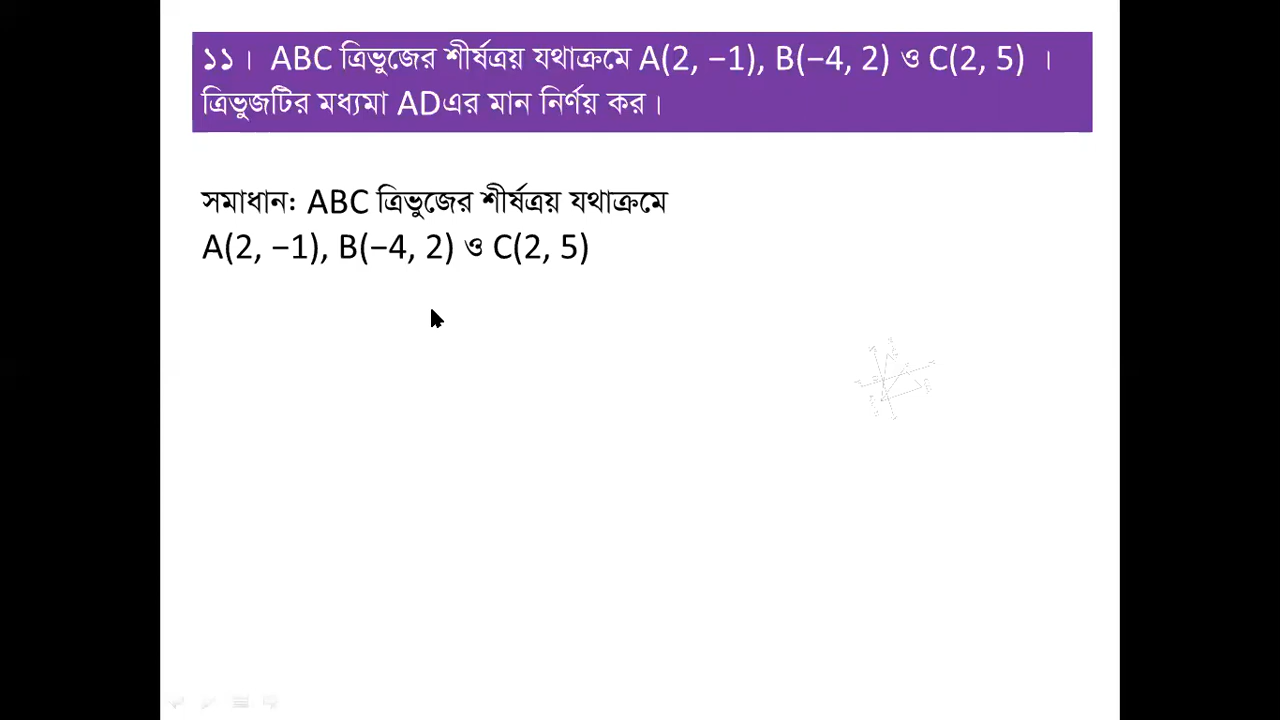 ১১। ABC ত্রিভুজের শীর্ষত্রয় যথাক্রমে A(2, −1), B(−4, 2) ও C(2, 5) ।
ত্রিভুজটির মধ্যমা ADএর মান নির্ণয় কর।
সমাধানঃ ABC ত্রিভুজের শীর্ষত্রয় যথাক্রমে
A(2, −1), B(−4, 2) ও C(2, 5)